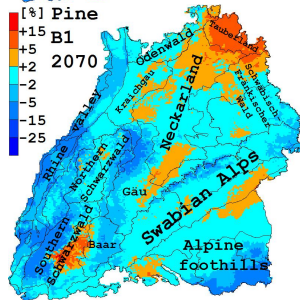 [%] Pine
+15 B1
+5 2070
+2
-2
-5
-15
-25
Odenwald
Tauberland
Kraichgau
Neckarland
Schwäbisch
Fränkischer
Wald
Rhine Valley
Northern
Schwarzwald
Gäu
Swabian Alps
Southern
Schwarzwald
Baar
Alpine
foothills